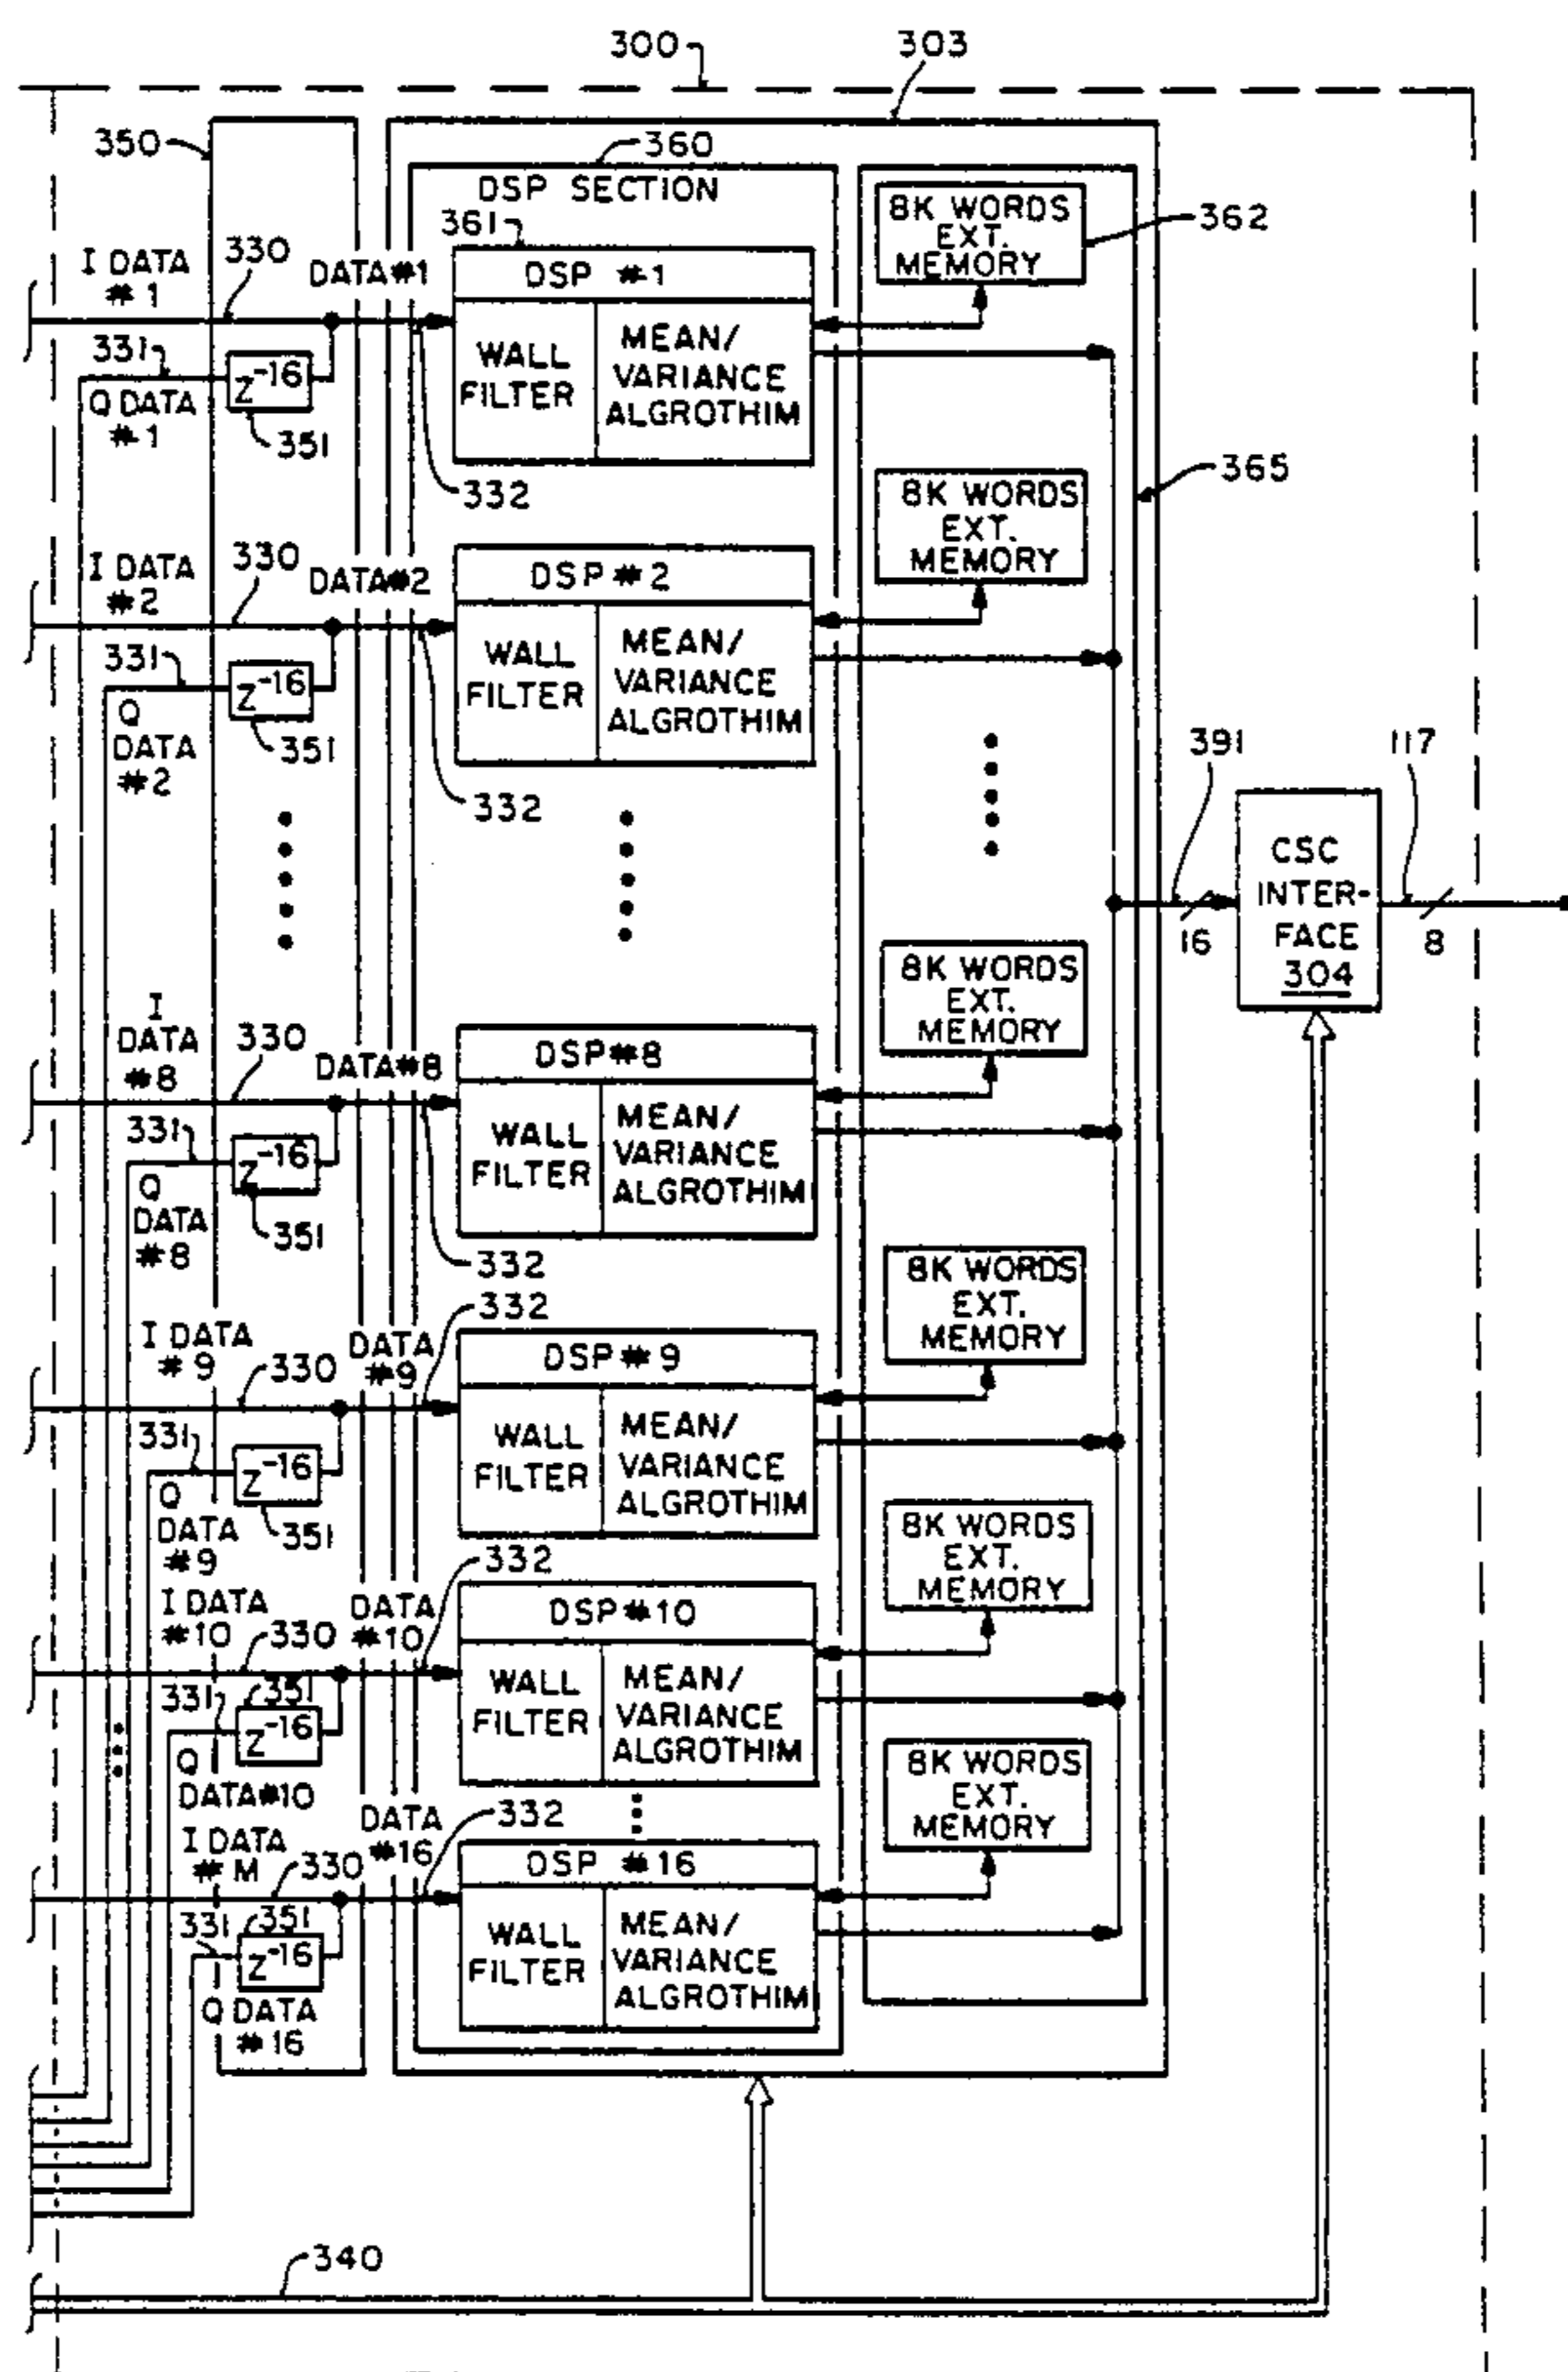 300
303
350
360
DSP SECTION
361
8K WORDS
EXT.
MEMORY
362
I DATA
#1
330
DATA#1
DSP #1
331
Z-16
WALL
FILTER
MEAN/
VARIANCE
ALGROTHIM
Q DATA
#1
351
332
365
8K WORDS
EXT.
MEMORY
I DATA
#2
330
DATA#2
DSP#2
331
Z-16
WALL
FILTER
MEAN/
VARIANCE
ALGROTHIM
Q
DATA
#2
351
332
391
117
CSC
INTER-
FACE
304
16
8
8K WORDS
EXT.
MEMORY
I
DATA
#8
330
DATA#8
DSP#8
331
Z-16
WALL
FILTER
MEAN/
VARIANCE
ALGROTHIM
Q
DATA
#8
351
332
8K WORDS
EXT.
MEMORY
332
I DATA
#9
330
DATA
#9
DSP#9
331
Z-16
WALL
FILTER
MEAN/
VARIANCE
ALGROTHIM
Q
DATA
#9
351
8K WORDS
EXT.
MEMORY
332
I DATA
#10
330
DATA
#10
DSP#10
331
351
Z-16
WALL
FILTER
MEAN/
VARIANCE
ALGROTHIM
Q
DATA#10
8K WORDS
EXT.
MEMORY
332
I DATA
#M
330
DATA
#16
DSP #16
331
351
Z-16
WALL
FILTER
MEAN/
VARIANCE
ALGROTHIM
Q DATA
#16
340